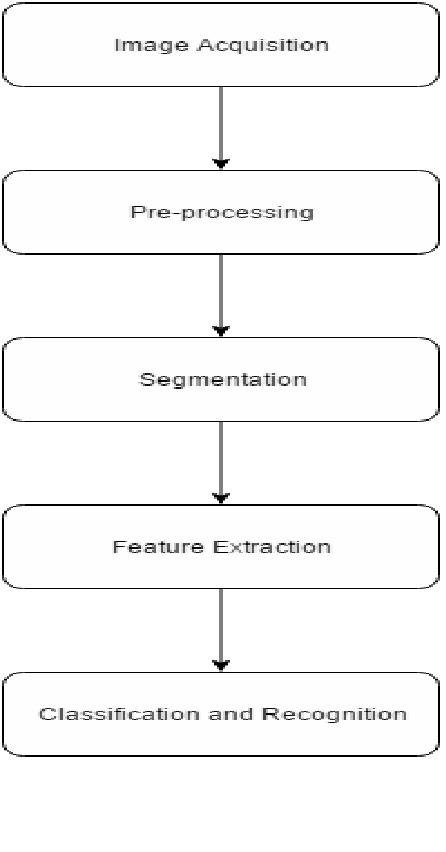 Image Acquisition
Pre-processing
Segmentation
Feature Extraction
Classification and Recognition